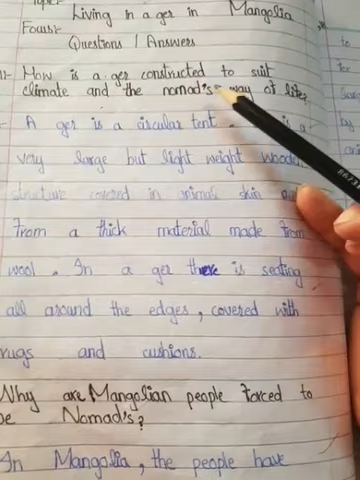 Living in a ger in Mangolia
Focus:-
Questions / Answers
How is a ger constructed to suit
climate and the nomad's way of life?
A ger is a circular tent. is a
very large but light weight wooden
structure covered in animal skin
From a thick material made from
wool. In a ger there is seating
all around the edges, covered with
rugs and cushions.
Why are Mangolian people forced to
be Nomad's?
In Mangolia, the people have